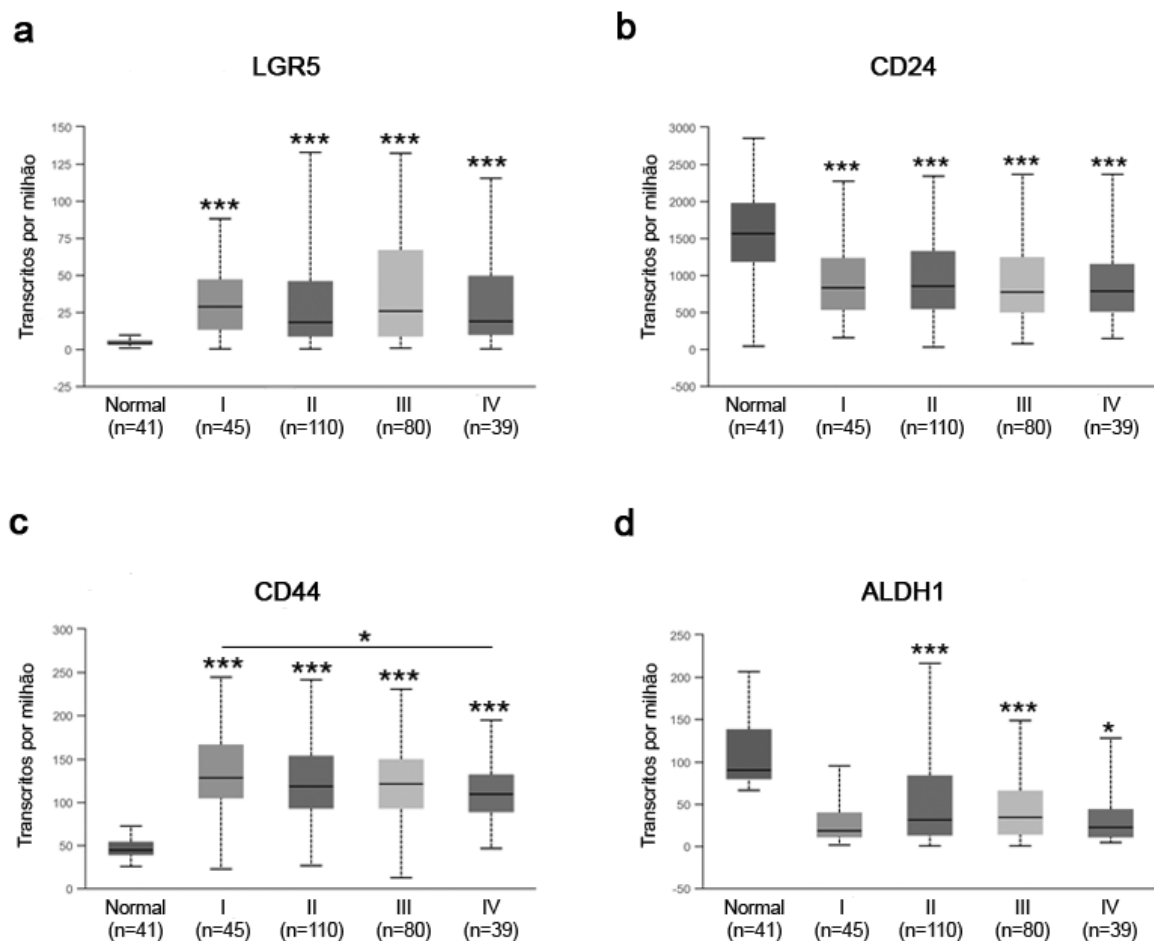 a
LGR5
Transcritos por milhão
150
125
100
75
50
25
0
-25
***
***
***
***
Normal I II III IV
(n=41) (n=45) (n=110) (n=80) (n=39)
b
CD24
Transcritos por milhão
3000
2500
2000
1500
1000
500
0
-500
***
***
***
***
Normal I II III IV
(n=41) (n=45) (n=110) (n=80) (n=39)
c
CD44
Transcritos por milhão
300
250
200
150
100
50
0
*
***
***
***
***
Normal I II III IV
(n=41) (n=45) (n=110) (n=80) (n=39)
d
ALDH1
Transcritos por milhão
250
200
150
100
50
0
-50
***
***
*
Normal I II III IV
(n=41) (n=45) (n=110) (n=80) (n=39)